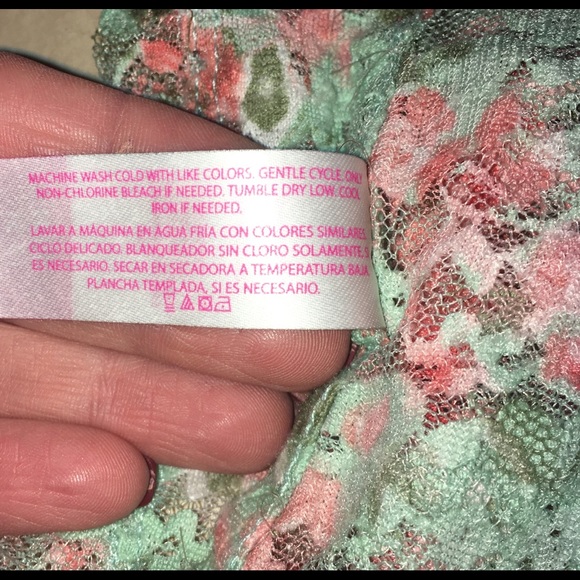 MACHINE WASH COLD WITH LIKE COLORS. GENTLE CYCLE. ONLY
NON-CHLORINE BLEACH IF NEEDED. TUMBLE DRY LOW. COOL
IRON IF NEEDED.
LAVAR A MÁQUINA EN AGUA FRÍA CON COLORES SIMILARES.
CICLO DELICADO. BLANQUEADOR SIN CLORO SOLAMENTE, SI
ES NECESARIO. SECAR EN SECADORA A TEMPERATURA BAJA.
PLANCHA TEMPLADA, SI ES NECESARIO.